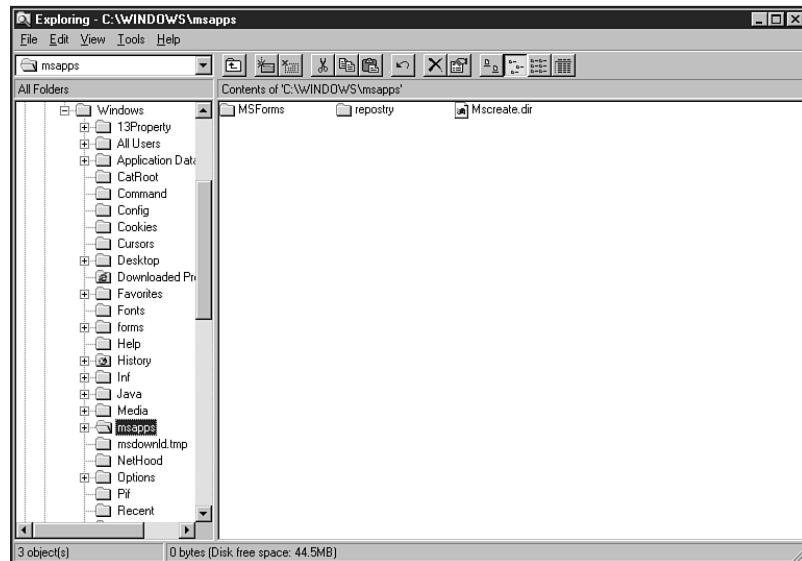 Exploring - C:\WINDOWS\msapps
File Edit View Tools Help
msapps
All Folders
Contents of 'C:\WINDOWS\msapps'
Windows
13Property
All Users
Application Data
CatRoot
Command
Config
Cookies
Cursors
Desktop
Downloaded Pr
Favorites
Fonts
forms
Help
History
Inf
Java
Media
msapps
msdownld.tmp
NetHood
Options
Pif
Recent
MSForms repostry Mscreate.dir
3 object(s) 0 bytes (Disk free space: 44.5MB)